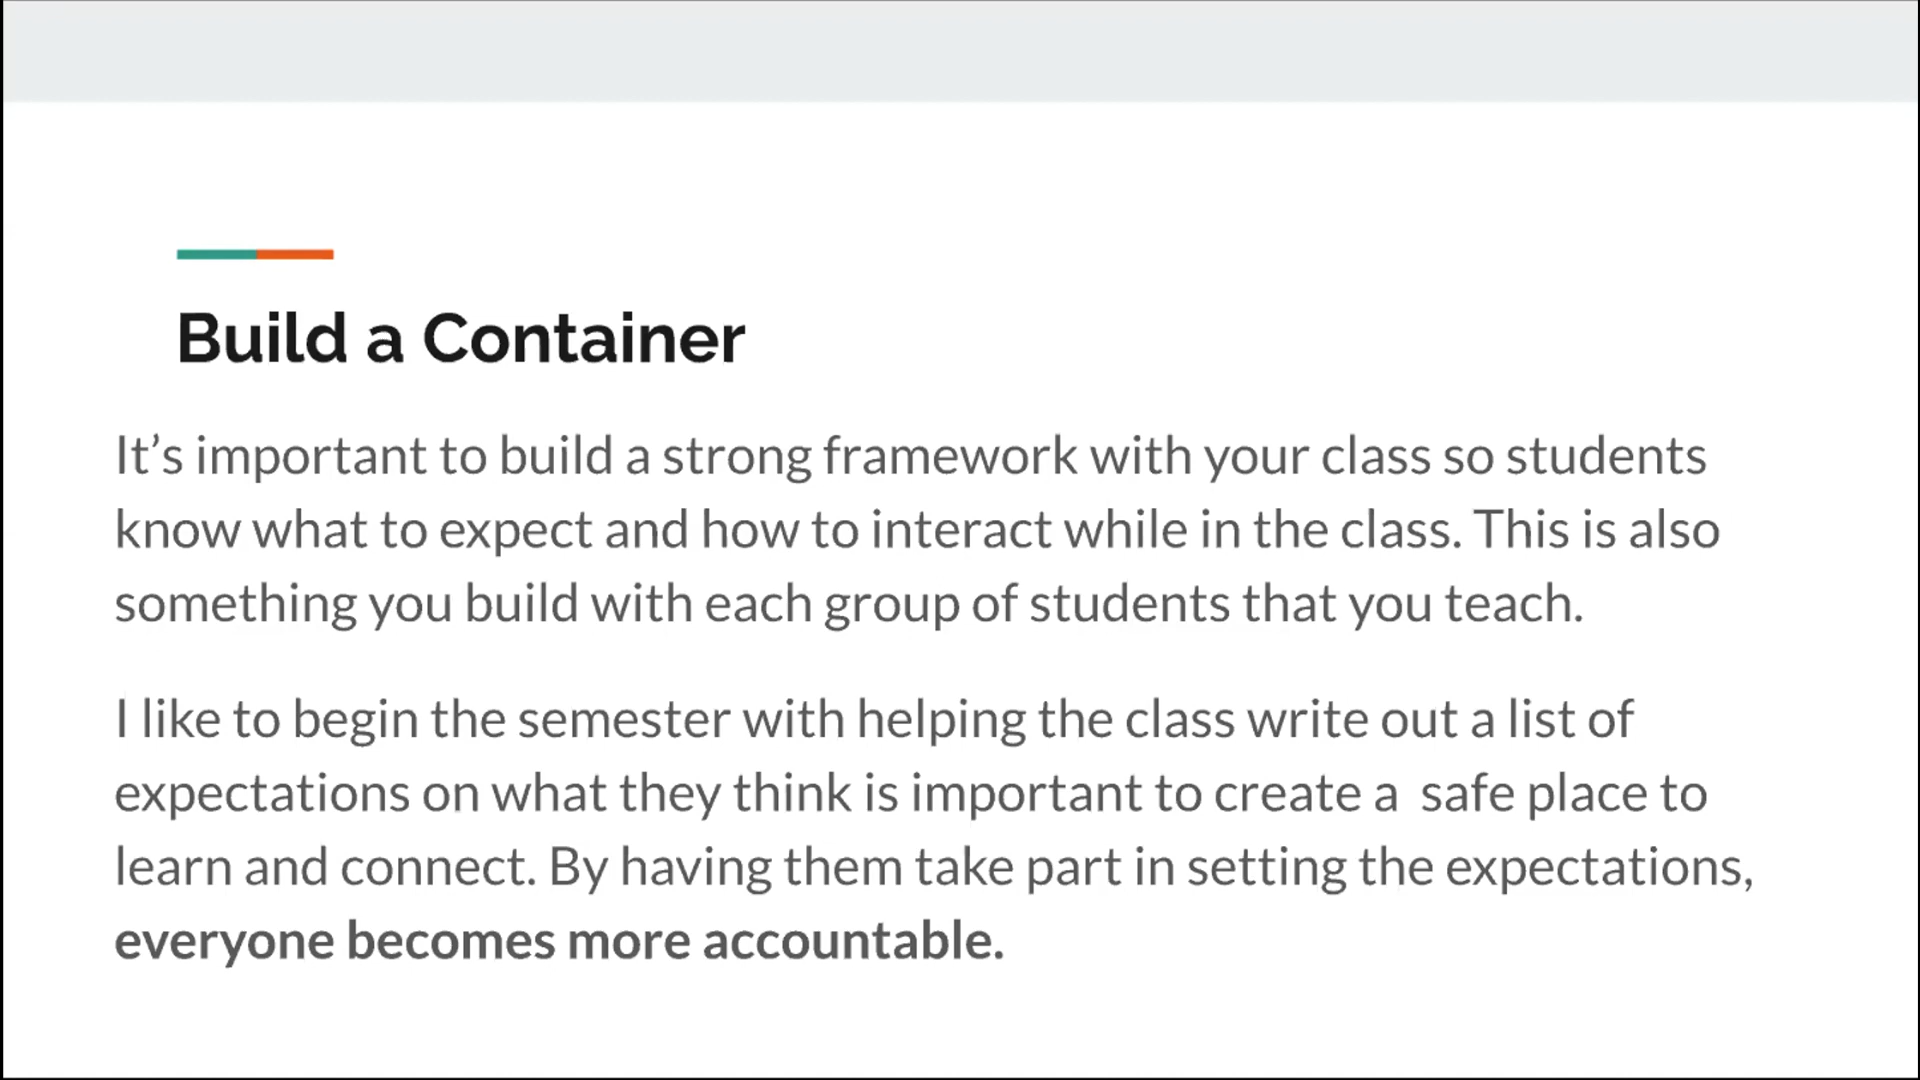 Build a Container
It’s important to build a strong framework with your class so students
know what to expect and how to interact while in the class. This is also
something you build with each group of students that you teach.
I like to begin the semester with helping the class write out a list of
expectations on what they think is important to create a  safe place to
learn and connect. By having them take part in setting the expectations,
everyone becomes more accountable.